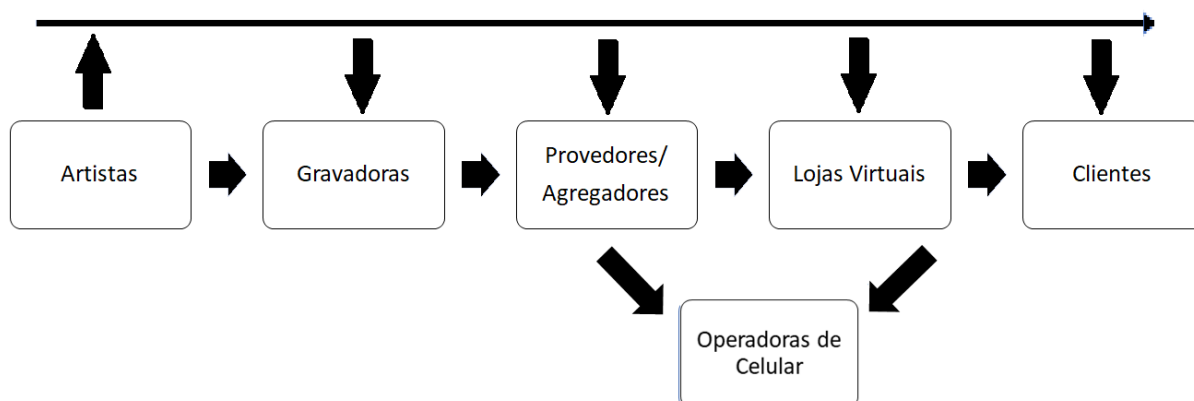 Artistas
Gravadoras
Provedores/
Agregadores
Lojas Virtuais
Clientes
Operadoras de
Celular